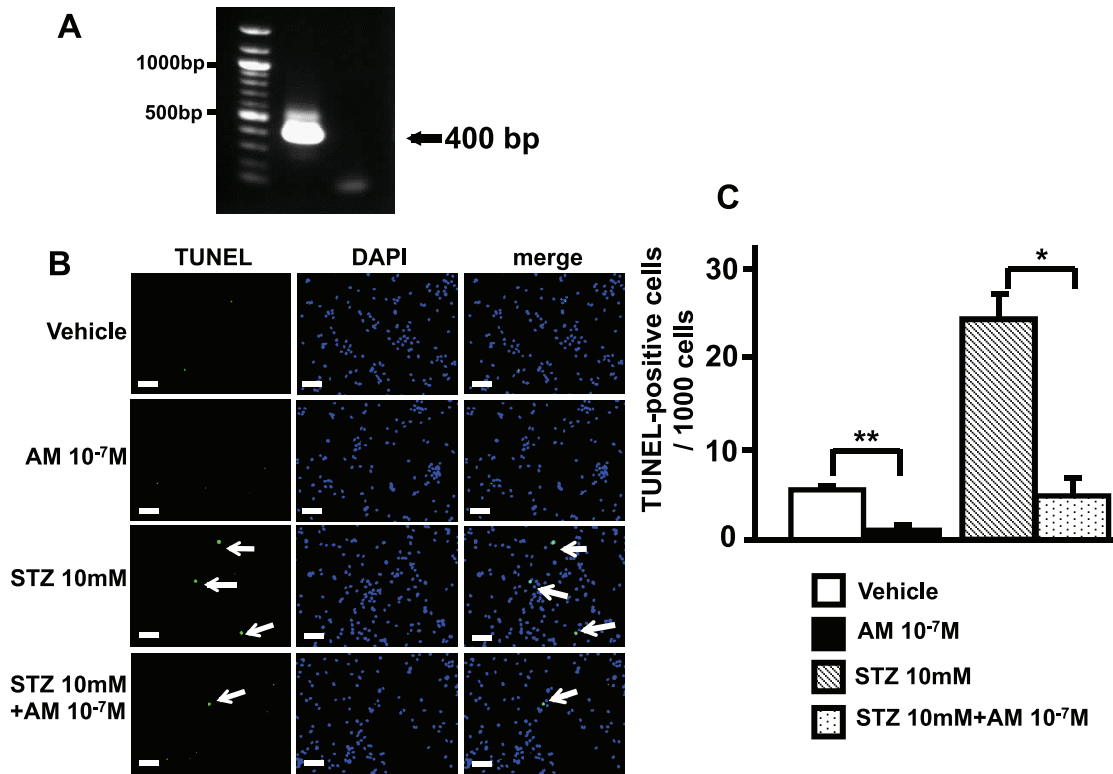 A
1000bp
500bp
400 bp
B
TUNEL DAPI merge
Vehicle
AM 10⁻⁷M
STZ 10mM
STZ 10mM
+AM 10⁻⁷M
C
TUNEL-positive cells
/ 1000 cells
30
20
10
0
**
*
Vehicle
AM 10⁻⁷M
STZ 10mM
STZ 10mM+AM 10⁻⁷M